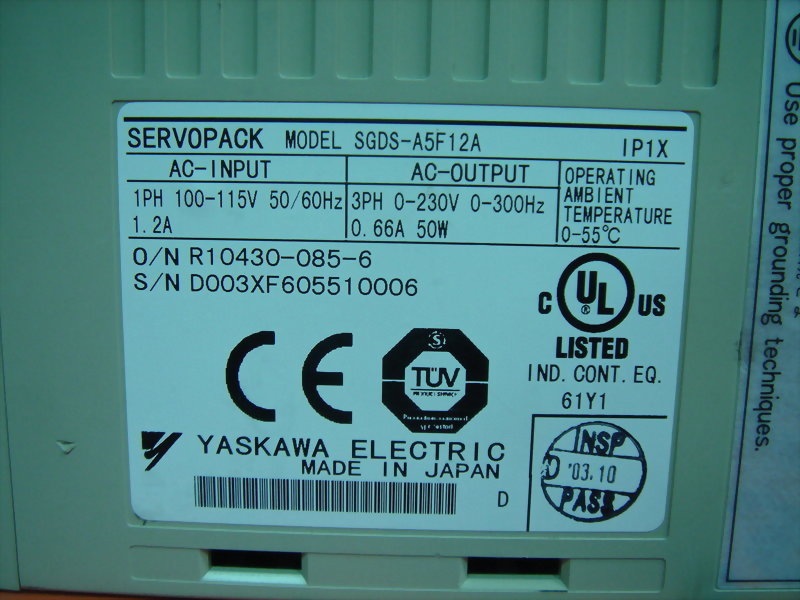 SERVOPACK MODEL SGDS-A5F12A IP1X
AC-INPUT
1PH 100-115V 50/60Hz
1.2A
AC-OUTPUT
3PH 0-230V 0-300Hz
0.66A 50W
OPERATING
AMBIENT
TEMPERATURE
0-55℃
O/N R10430-085-6
S/N D003XF605510006
C UL ® US
LISTED
IND. CONT. EQ.
61Y1
CE
S
TÜV
YASKAWA ELECTRIC
MADE IN JAPAN
D
INSP
'03.10
PASS
Use proper grounding techniques.